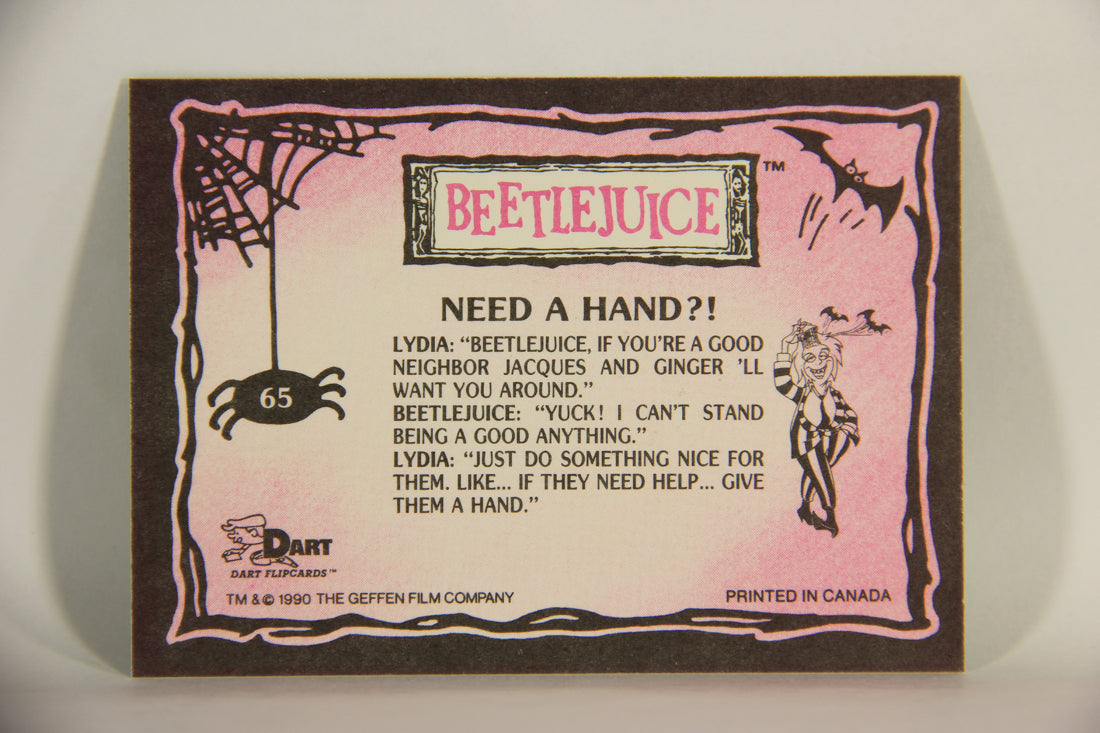 BEETLEJUICE ™
NEED A HAND?!
LYDIA: “BEETLEJUICE, IF YOU'RE A GOOD
NEIGHBOR JACQUES AND GINGER 'LL
WANT YOU AROUND.”
BEETLEJUICE: “YUCK! I CAN'T STAND
BEING A GOOD ANYTHING.”
LYDIA: “JUST DO SOMETHING NICE FOR
THEM. LIKE... IF THEY NEED HELP... GIVE
THEM A HAND.”
65
DART
DART FLIPCARDS™
TM & © 1990 THE GEFFEN FILM COMPANY
PRINTED IN CANADA